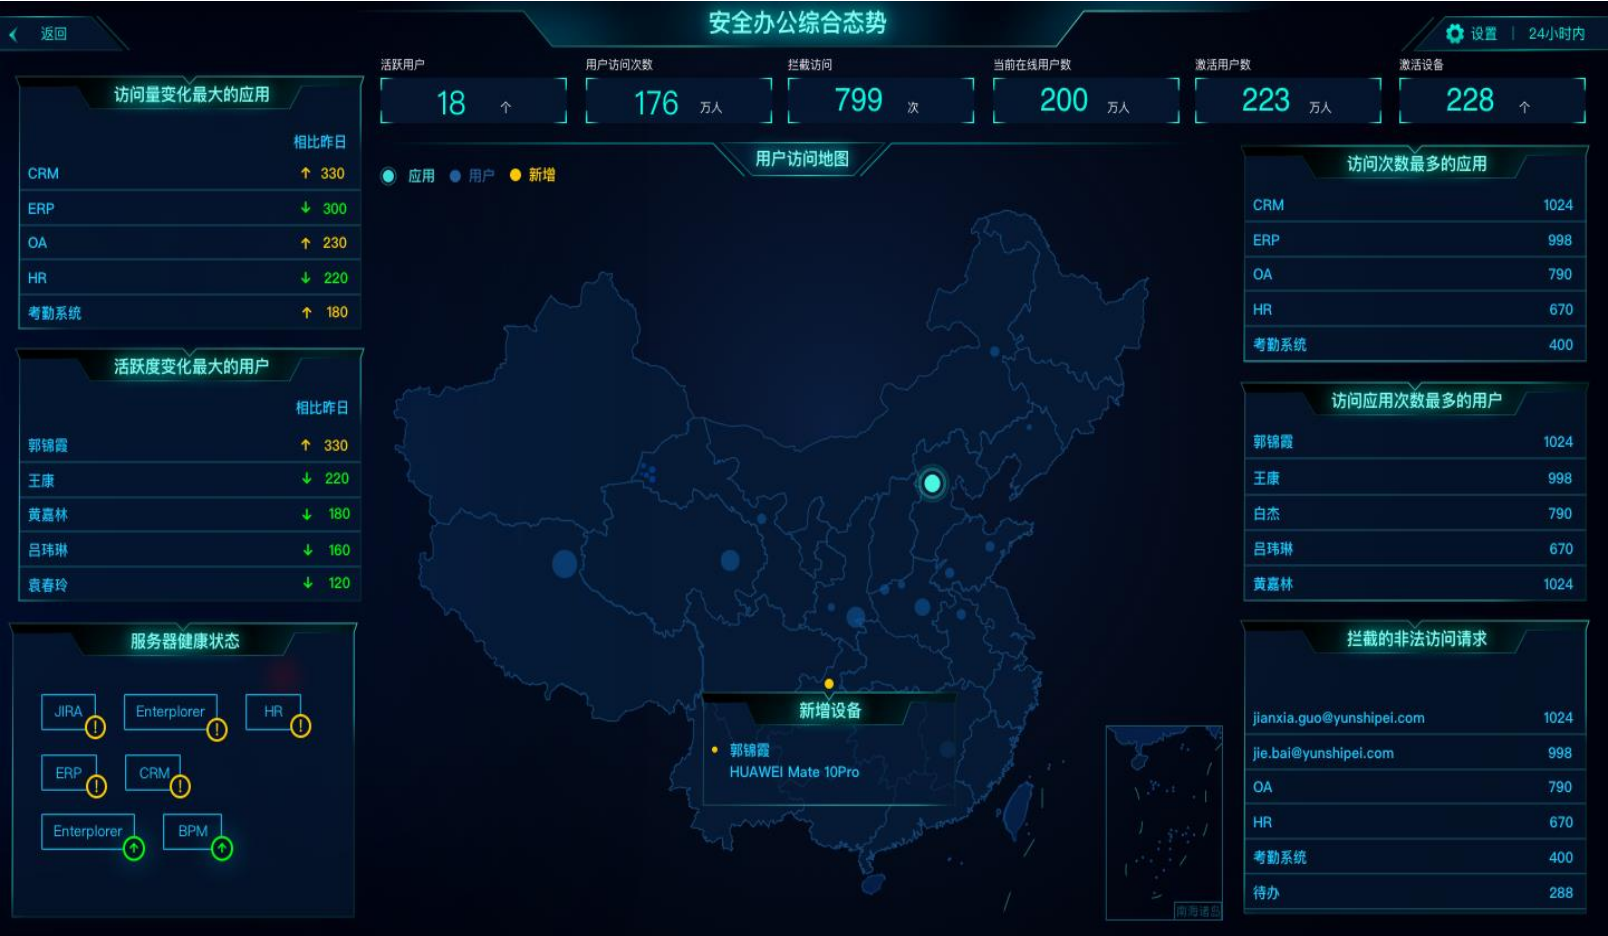 返回
安全办公综合态势
设置 | 24小时内
活跃用户
18 个
用户访问次数
176 万人
拦截访问
799 次
当前在线用户数
200 万人
激活用户数
223 万人
激活设备
228 个
访问量变化最大的应用
相比昨日
CRM ↑ 330
ERP ↓ 300
OA ↑ 230
HR ↓ 220
考勤系统 ↑ 180
活跃度变化最大的用户
相比昨日
郭锦霞 ↑ 330
王康 ↓ 220
黄嘉林 ↓ 180
吕玮琳 ↓ 160
袁春玲 ↓ 120
服务器健康状态
JIRA
Enterplorer
HR
ERP
CRM
Enterplorer
BPM
用户访问地图
应用 用户 新增
新增设备
郭锦霞
HUAWEI Mate 10Pro
南海诸岛
访问次数最多的应用
CRM 1024
ERP 998
OA 790
HR 670
考勤系统 400
访问应用次数最多的用户
郭锦霞 1024
王康 998
白杰 790
吕玮琳 670
黄嘉林 1024
拦截的非法访问请求
jianxia.guo@yunshipei.com 1024
jie.bai@yunshipei.com 998
OA 790
HR 670
考勤系统 400
待办 288